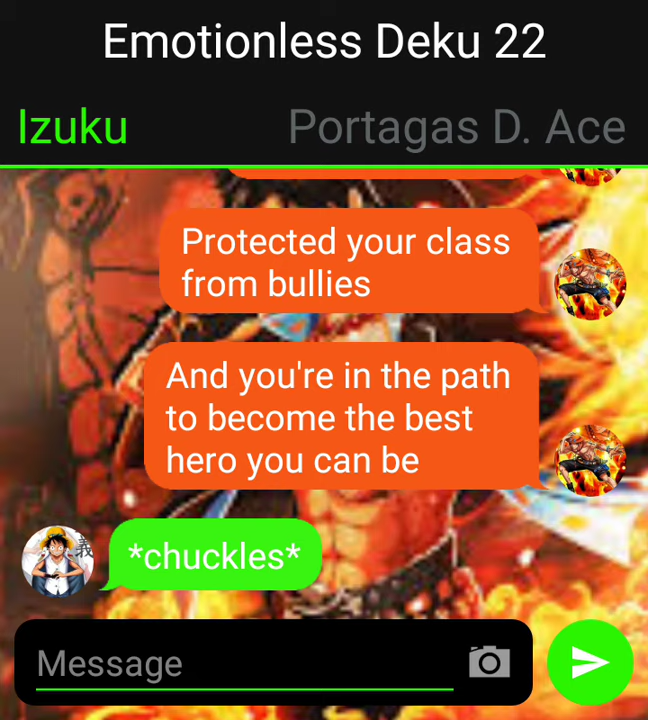 Emotionless Deku 22
Izuku
Portagas D. Ace
Protected your class
from bullies
And you're in the path
to become the best
hero you can be
*chuckles*
Message